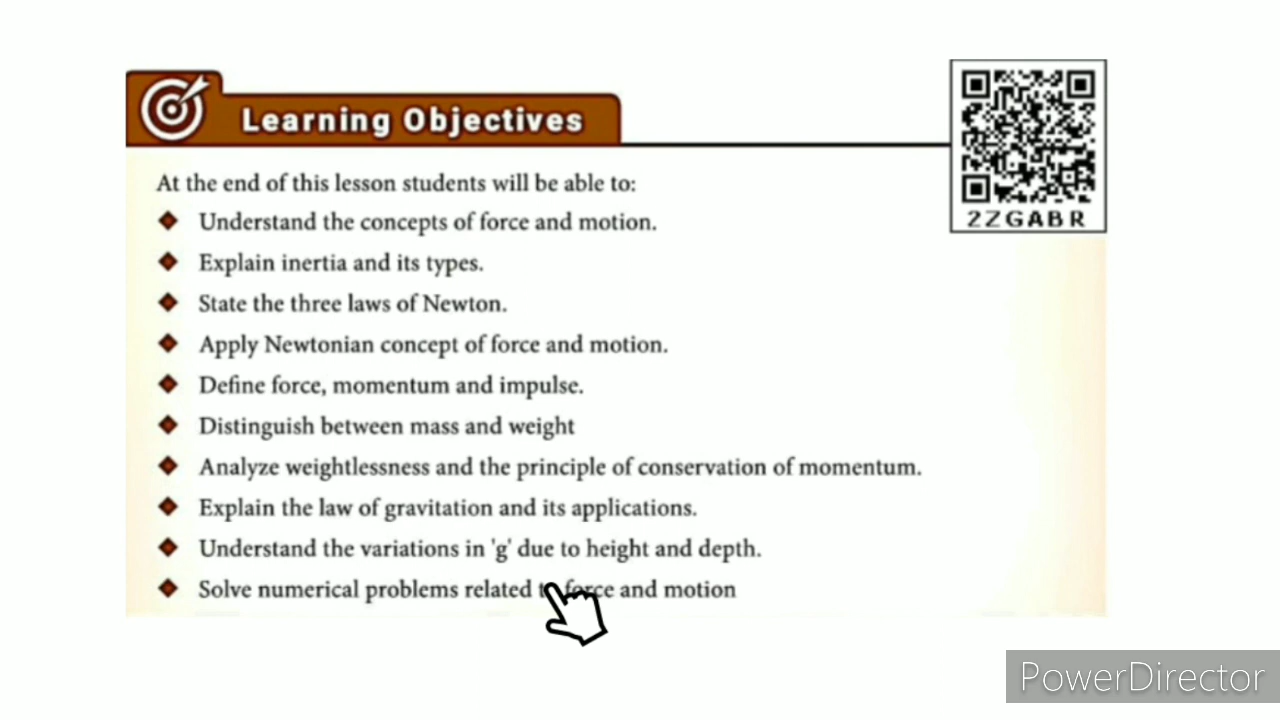 Learning Objectives
2ZGABR
At the end of this lesson students will be able to:
Understand the concepts of force and motion.
Explain inertia and its types.
State the three laws of Newton.
Apply Newtonian concept of force and motion.
Define force, momentum and impulse.
Distinguish between mass and weight
Analyze weightlessness and the principle of conservation of momentum.
Explain the law of gravitation and its applications.
Understand the variations in 'g' due to height and depth.
Solve numerical problems related to force and motion
PowerDirector